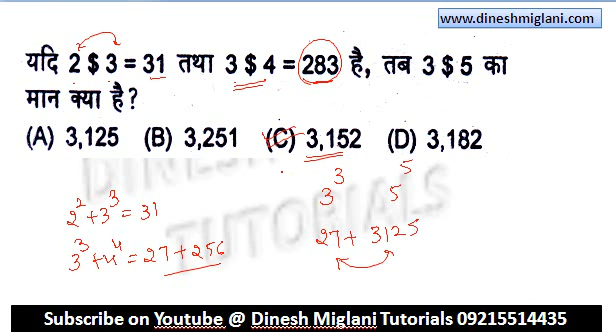 www.dineshmiglani.com
यदि 2 $ 3 = 31 तथा 3 $ 4 = 283 है, तब 3 $ 5 का
मान क्या है?
(A) 3,125 (B) 3,251 (C) 3,152 (D) 3,182
DINESH MIGLANI
TUTORIALS
2² + 3³ = 31
3³ + 4⁴ = 27 + 256
3³ 5⁵
27 + 3125
Subscribe on Youtube @ Dinesh Miglani Tutorials 09215514435